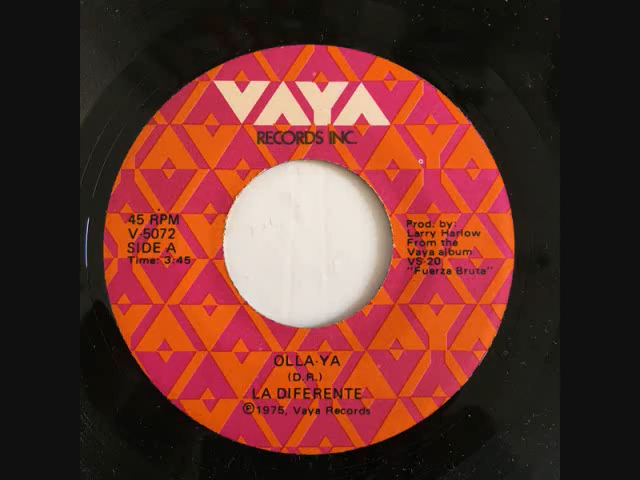 VAYA
RECORDS INC.
45 RPM
V-5072
SIDE A
Time: 3:45
Prod. by:
Larry Harlow
From the
Vaya album
VS-20
"Fuerza Bruta"
OLLA-YA
(D.R.)
LA DIFERENTE
℗1975, Vaya Records